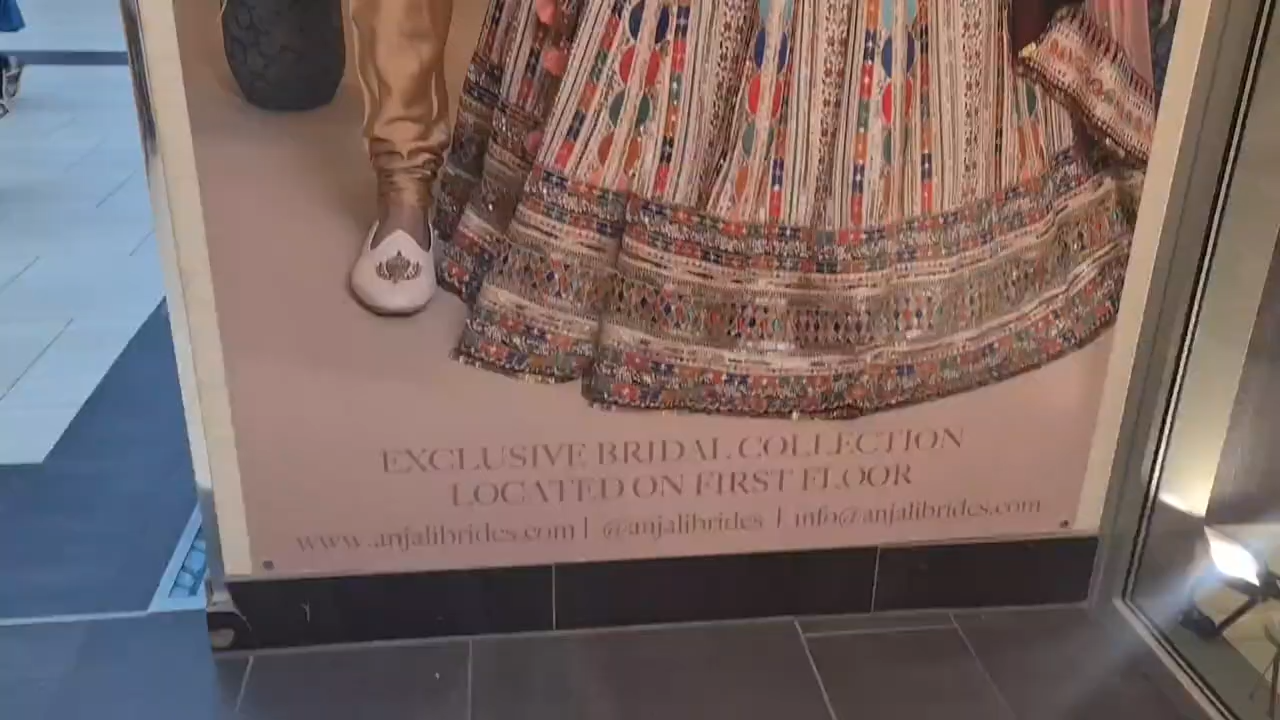 EXCLUSIVE BRIDAL COLLECTION
LOCATED ON FIRST FLOOR
www.anjalibrides.com | @anjalibrides | info@anjalibrides.com